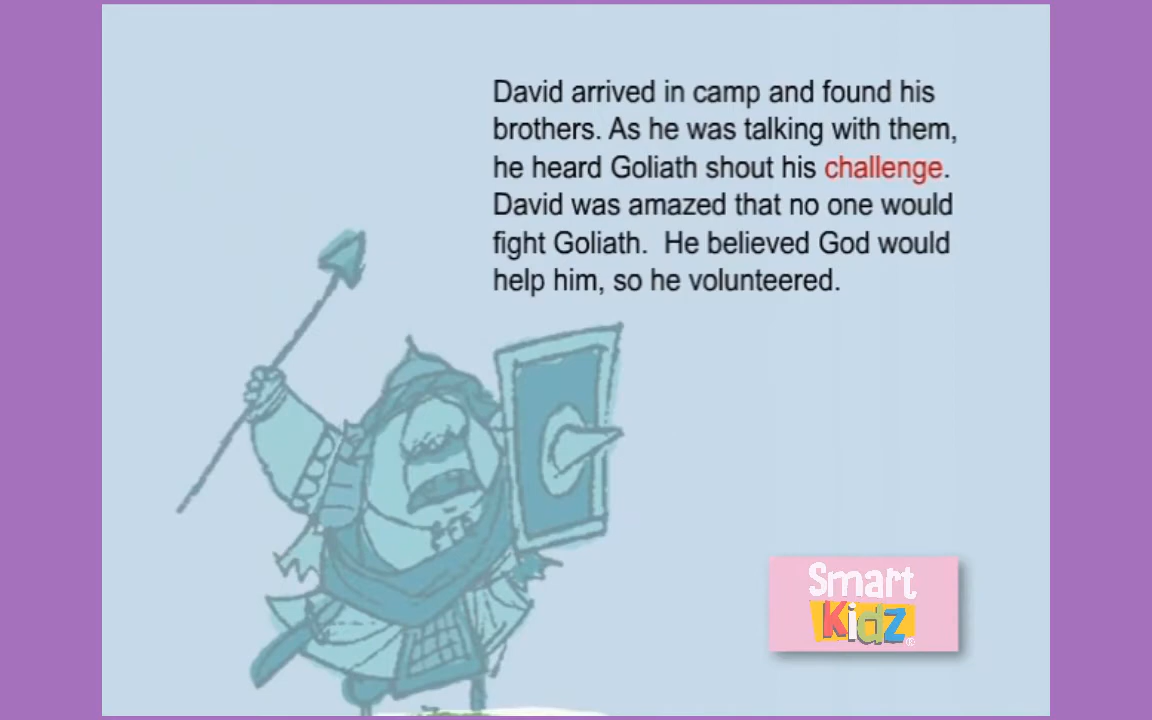 David arrived in camp and found his
brothers. As he was talking with them,
he heard Goliath shout his challenge.
David was amazed that no one would
fight Goliath.  He believed God would
help him, so he volunteered.
Smart
Kidz®